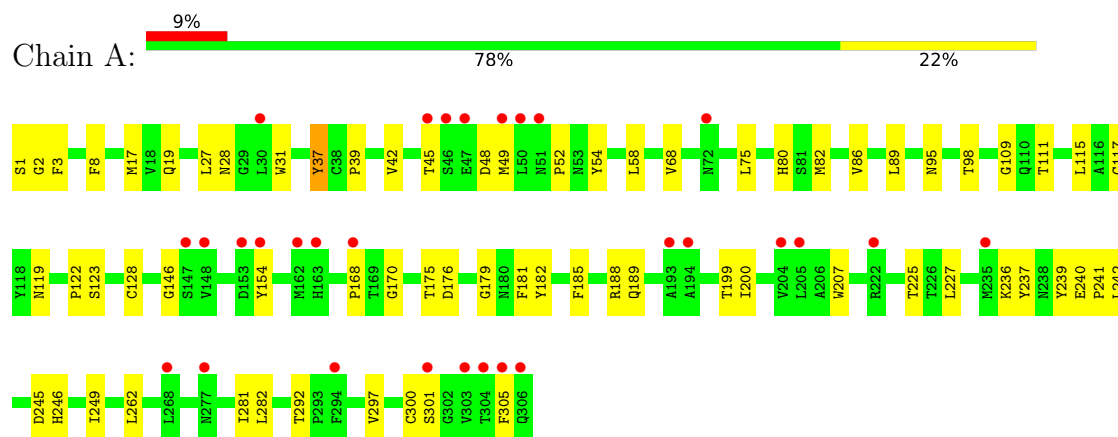 9%
Chain A:
78% 22%
S1 G2 F3 F8 M17 V18 Q19 L27 N28 G29 L30 W31 Y37 C38 P39 V42 T45 S46 E47 D48 M49 L50 N51 P52 N53 Y54 L58 V68 N72 L75 H80 S81 M82 V86 L89 N95 T98 G109 Q110 T111 L115 A116 C117
Y118 N119 P122 S123 C128 G146 S147 V148 D153 Y154 M162 H163 P168 T169 G170 T175 D176 G179 N180 F181 Y182 F185 R188 Q189 A193 A194 T199 I200 V204 L205 A206 W207 R222 T225 T226 L227 M235 K236 Y237 N238 Y239 E240 P241 L242
D245 H246 I249 L262 L268 N277 I281 L282 T292 P293 F294 V297 C300 S301 G302 V303 T304 F305 Q306